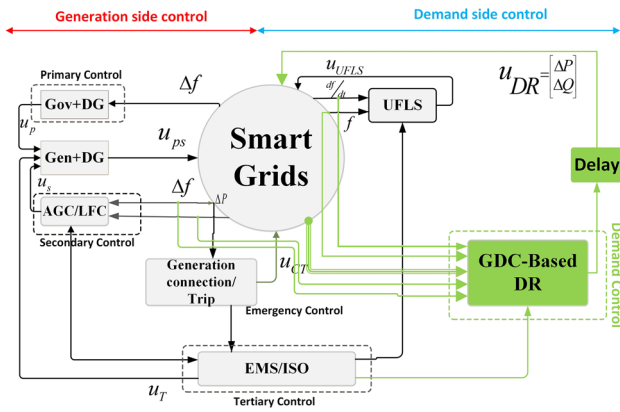 Generation side control
Demand side control
Primary Control
Δf
Gov+DG
u_p
u_UFLS
df/dt
f
UFLS
u_DR = [ΔP
ΔQ]
Smart
Grids
Gen+DG
u_ps
u_s
Delay
AGC/LFC
Δf
ΔP
Secondary Control
u_CT
Generation
connection/
Trip
Emergency Control
GDC-Based
DR
Demand Control
EMS/ISO
u_T
Tertiary Control